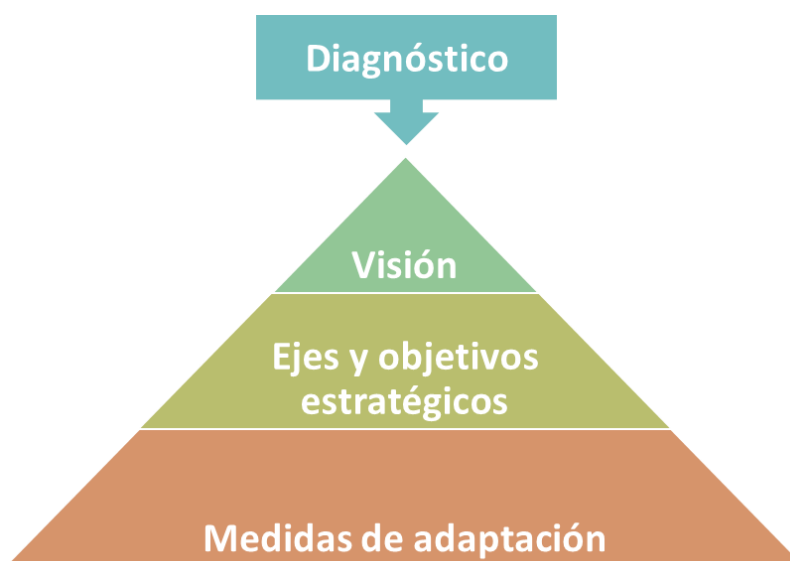 Diagnóstico
Visión
Ejes y objetivos
estratégicos
Medidas de adaptación